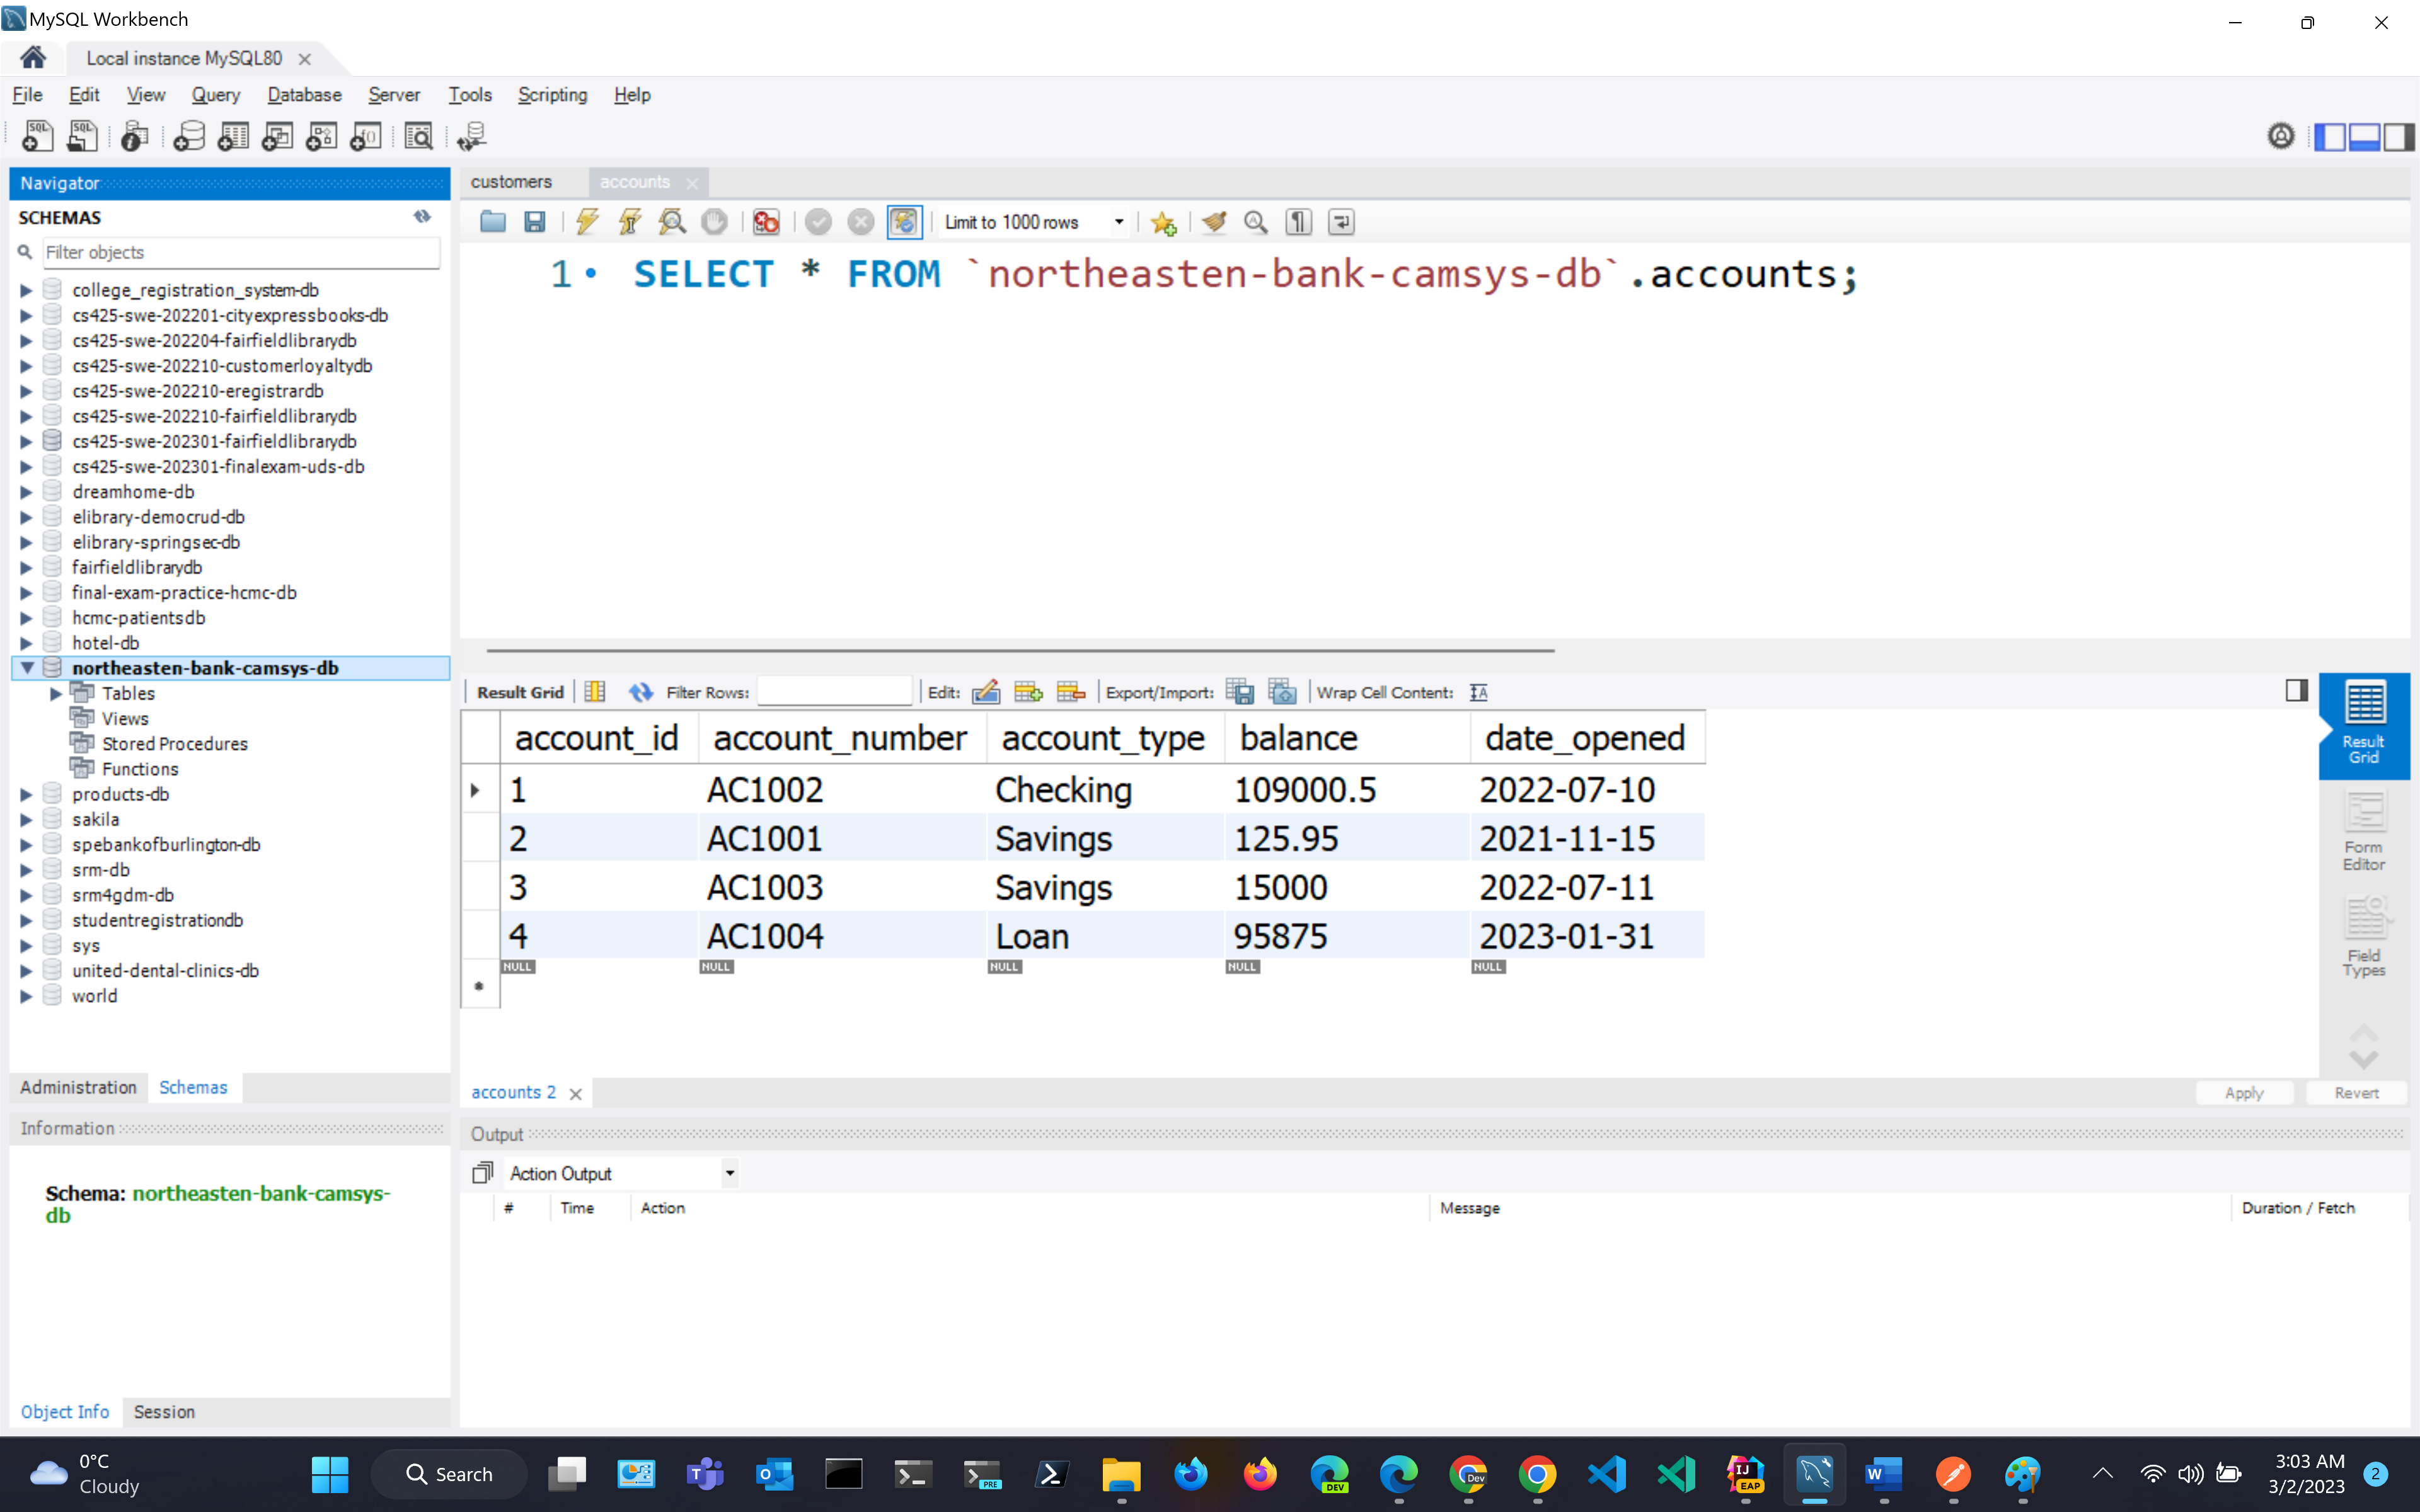 MySQL Workbench
Local instance MySQL80
File Edit View Query Database Server Tools Scripting Help
Navigator
SCHEMAS
Filter objects
college_registration_system-db
cs425-swe-202201-cityexpressbooks-db
cs425-swe-202204-fairfieldlibrarydb
cs425-swe-202210-customerloyaltydb
cs425-swe-202210-eregistrardb
cs425-swe-202210-fairfieldlibrarydb
cs425-swe-202301-fairfieldlibrarydb
cs425-swe-202301-finalexam-uds-db
dreamhome-db
elibrary-democrud-db
elibrary-springsec-db
fairfieldlibrarydb
final-exam-practice-hcmc-db
hcmc-patientsdb
hotel-db
northeasten-bank-camsys-db
Tables
Views
Stored Procedures
Functions
products-db
sakila
spebankofburlington-db
srm-db
srm4gdm-db
studentregistrationdb
sys
united-dental-clinics-db
world
Administration Schemas
Information
Schema: northeasten-bank-camsys-
db
Object Info Session
customers accounts
Limit to 1000 rows
1 SELECT * FROM `northeasten-bank-camsys-db`.accounts;
Result Grid Filter Rows: Edit: Export/Import: Wrap Cell Content:
account_id account_number account_type balance date_opened
1 AC1002 Checking 109000.5 2022-07-10
2 AC1001 Savings 125.95 2021-11-15
3 AC1003 Savings 15000 2022-07-11
4 AC1004 Loan 95875 2023-01-31
NULL NULL NULL NULL NULL
Result
Grid
Form
Editor
Field
Types
accounts 2
Apply Revert
Output
Action Output
# Time Action Message Duration / Fetch
0°C
Cloudy
Search
DEV
Dev
PRE
EAP
3:03 AM
3/2/2023
2